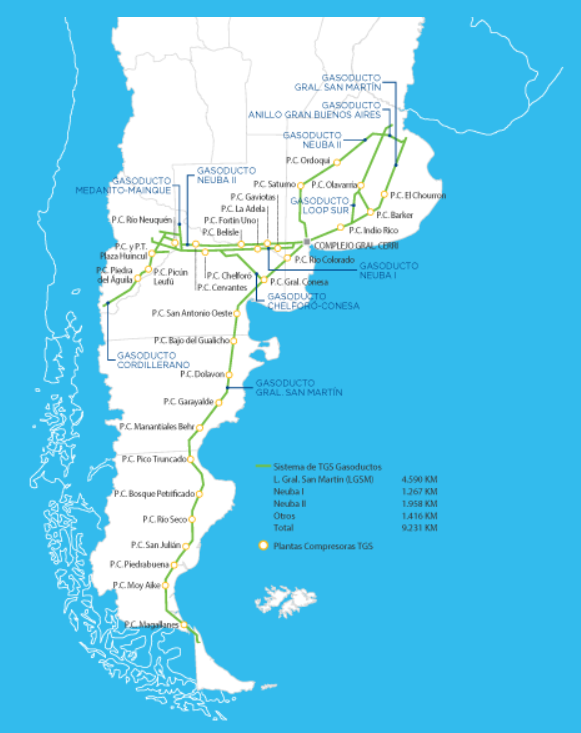 GASODUCTO
GRAL. SAN MARTÍN
GASODUCTO
ANILLO GRAN BUENOS AIRES
GASODUCTO
NEUBA II
P.C. Ordoqui
GASODUCTO
NEUBA II
GASODUCTO
MEDANITO-MAINQUE
P.C. Saturno
P.C. Olavarria
P.C. El Chourron
P.C. Gaviotas
GASODUCTO
LOOP SUR
P.C. La Adela
P.C. Barker
P.C. Rio Neuquén
P.C. Fortin Uno
P.C. Belisle
P.C. Indio Rico
P.C. y P.T.
Plaza Huincul
COMPLEJO GRAL. CERRI
P.C. Rio Colorado
GASODUCTO
NEUBA I
P.C. Piedra
del Águila
P.C. Picún
Leufú
P.C. Chelforó
P.C. Cervantes
P.C. Gral. Conesa
GASODUCTO
CHELFORÓ-CONESA
P.C. San Antonio Oeste
P.C. Bajo del Gualicho
GASODUCTO
CORDILLERANO
P.C. Dolavon
GASODUCTO
GRAL. SAN MARTÍN
P.C. Garayalde
P.C. Manantiales Behr
P.C. Pico Truncado
Sistema de TGS Gasoductos
L. Gral. San Martín (LGSM) 4.590 KM
Neuba I 1.267 KM
Neuba II 1.958 KM
Otros 1.416 KM
Total 9.231 KM
P.C. Bosque Petrificado
P.C. Rio Seco
P.C. San Julián
Plantas Compresoras TGS
P.C. Piedrabuena
P.C. Moy Aike
P.C. Magallanes